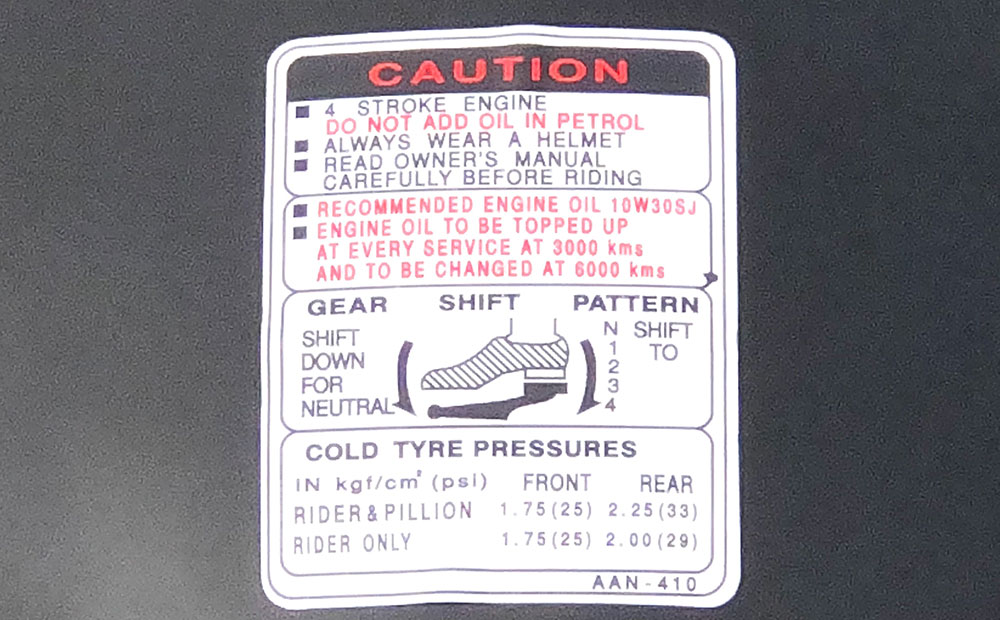 CAUTION
4 STROKE ENGINE
DO NOT ADD OIL IN PETROL
ALWAYS WEAR A HELMET
READ OWNER'S MANUAL
CAREFULLY BEFORE RIDING
RECOMMENDED ENGINE OIL 10W30SJ
ENGINE OIL TO BE TOPPED UP
AT EVERY SERVICE AT 3000 kms
AND TO BE CHANGED AT 6000 kms
GEAR SHIFT PATTERN
SHIFT
DOWN
FOR
NEUTRAL
N
1
2
3
4
SHIFT
TO
COLD TYRE PRESSURES
IN kgf/cm² (psi) FRONT REAR
RIDER & PILLION 1.75(25) 2.25(33)
RIDER ONLY 1.75(25) 2.00(29)
AAN-410